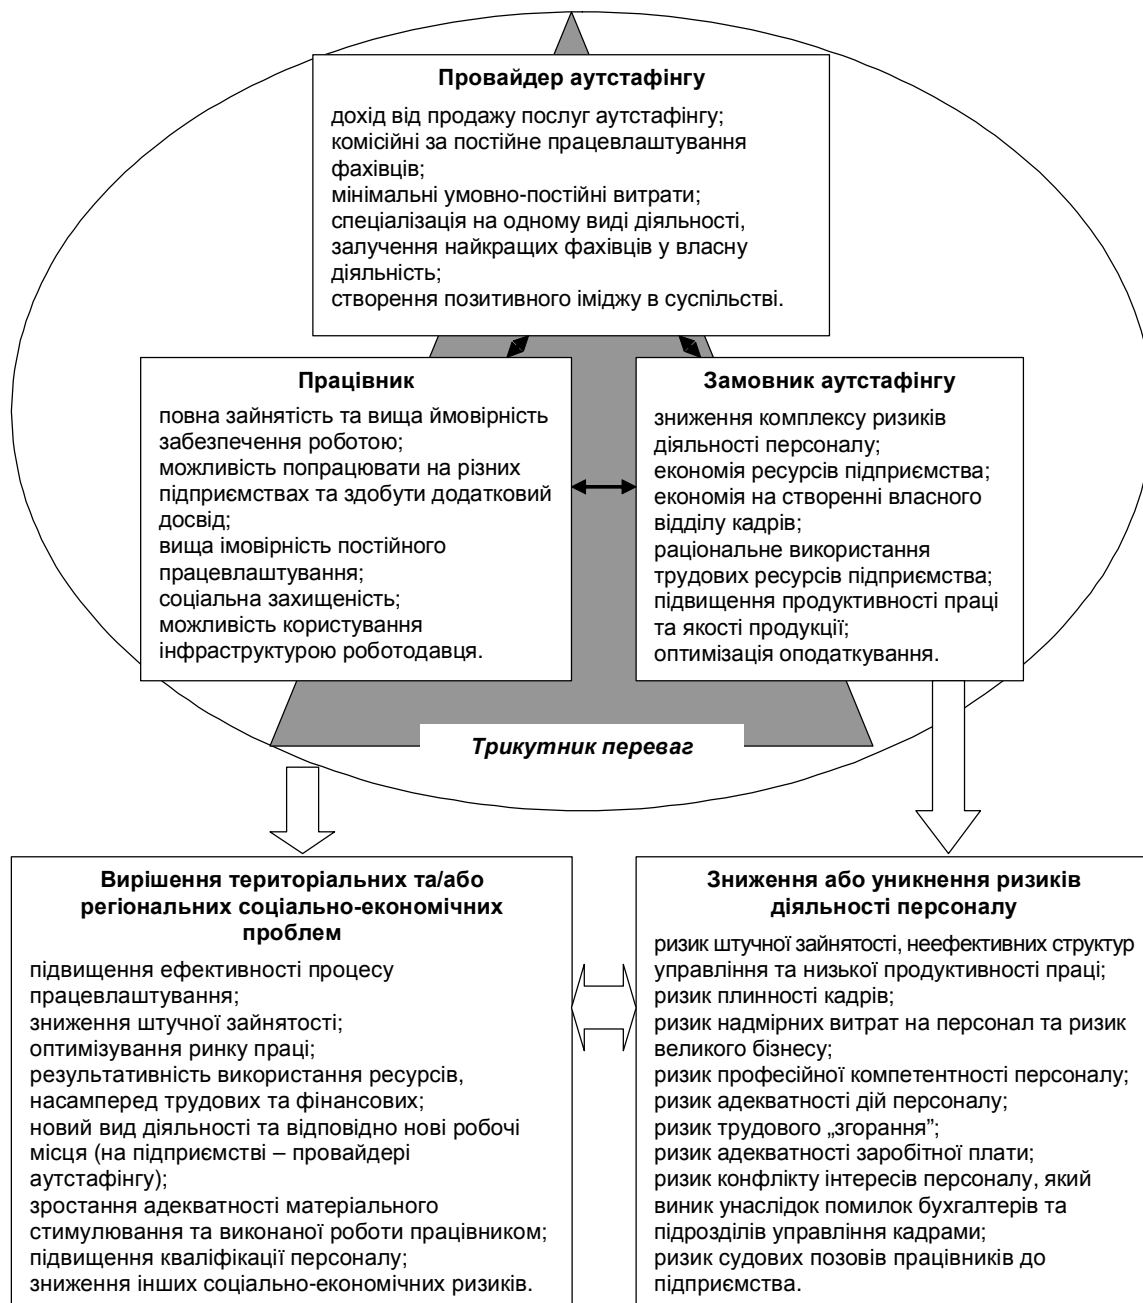 Провайдер аутстафінгу
дохід від продажу послуг аутстафінгу;
комісійні за постійне працевлаштування
фахівців;
мінімальні умовно-постійні витрати;
спеціалізація на одному виді діяльності,
залучення найкращих фахівців у власну
діяльність;
створення позитивного іміджу в суспільстві.
Працівник
повна зайнятість та вища ймовірність
забезпечення роботою;
можливість попрацювати на різних
підприємствах та здобути додатковий
досвід;
вища імовірність постійного
працевлаштування;
соціальна захищеність;
можливість користування
інфраструктурою роботодавця.
Замовник аутстафінгу
зниження комплексу ризиків
діяльності персоналу;
економія ресурсів підприємства;
економія на створенні власного
відділу кадрів;
раціональне використання
трудових ресурсів підприємства;
підвищення продуктивності праці
та якості продукції;
оптимізація оподаткування.
Трикутник переваг
Вирішення територіальних та/або
регіональних соціально-економічних
проблем
підвищення ефективності процесу
працевлаштування;
зниження штучної зайнятості;
оптимізування ринку праці;
результативність використання ресурсів,
насамперед трудових та фінансових;
новий вид діяльності та відповідно нові робочі
місця (на підприємстві – провайдері
аутстафінгу);
зростання адекватності матеріального
стимулювання та виконаної роботи працівником;
підвищення кваліфікації персоналу;
зниження інших соціально-економічних ризиків.
Зниження або уникнення ризиків
діяльності персоналу
ризик штучної зайнятості, неефективних структур
управління та низької продуктивності праці;
ризик плинності кадрів;
ризик надмірних витрат на персонал та ризик
великого бізнесу;
ризик професійної компетентності персоналу;
ризик адекватності дій персоналу;
ризик трудового „згорання”;
ризик адекватності заробітної плати;
ризик конфлікту інтересів персоналу, який
виник унаслідок помилок бухгалтерів та
підрозділів управління кадрами;
ризик судових позовів працівників до
підприємства.